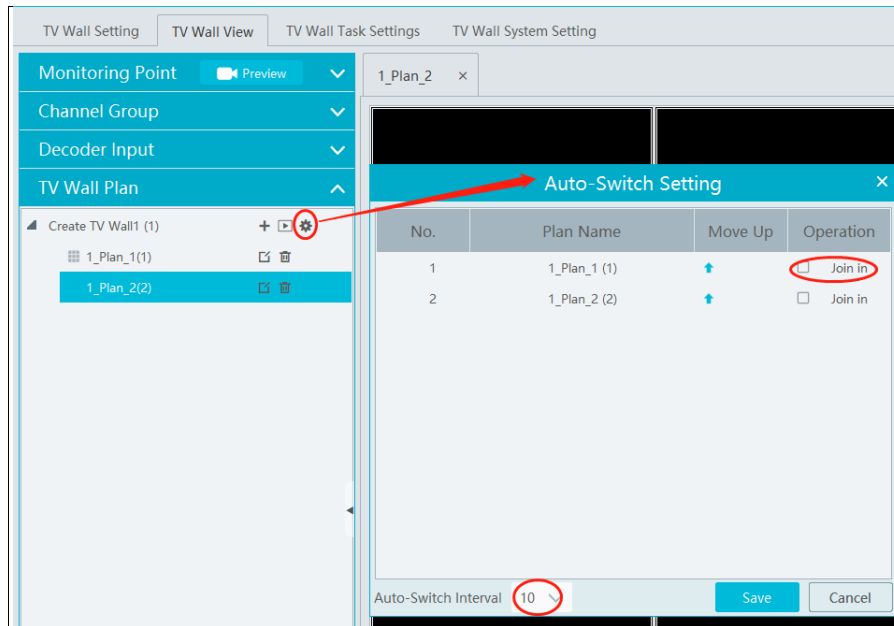 TV Wall Setting TV Wall View TV Wall Task Settings TV Wall System Setting
Monitoring Point Preview
1_Plan_2 ×
Channel Group
Decoder Input
TV Wall Plan
Auto-Switch Setting ×
Create TV Wall1 (1)
1_Plan_1(1)
1_Plan_2(2)
No. Plan Name Move Up Operation
1 1_Plan_1 (1) Join in
2 1_Plan_2 (2) Join in
Auto-Switch Interval 10 Save Cancel